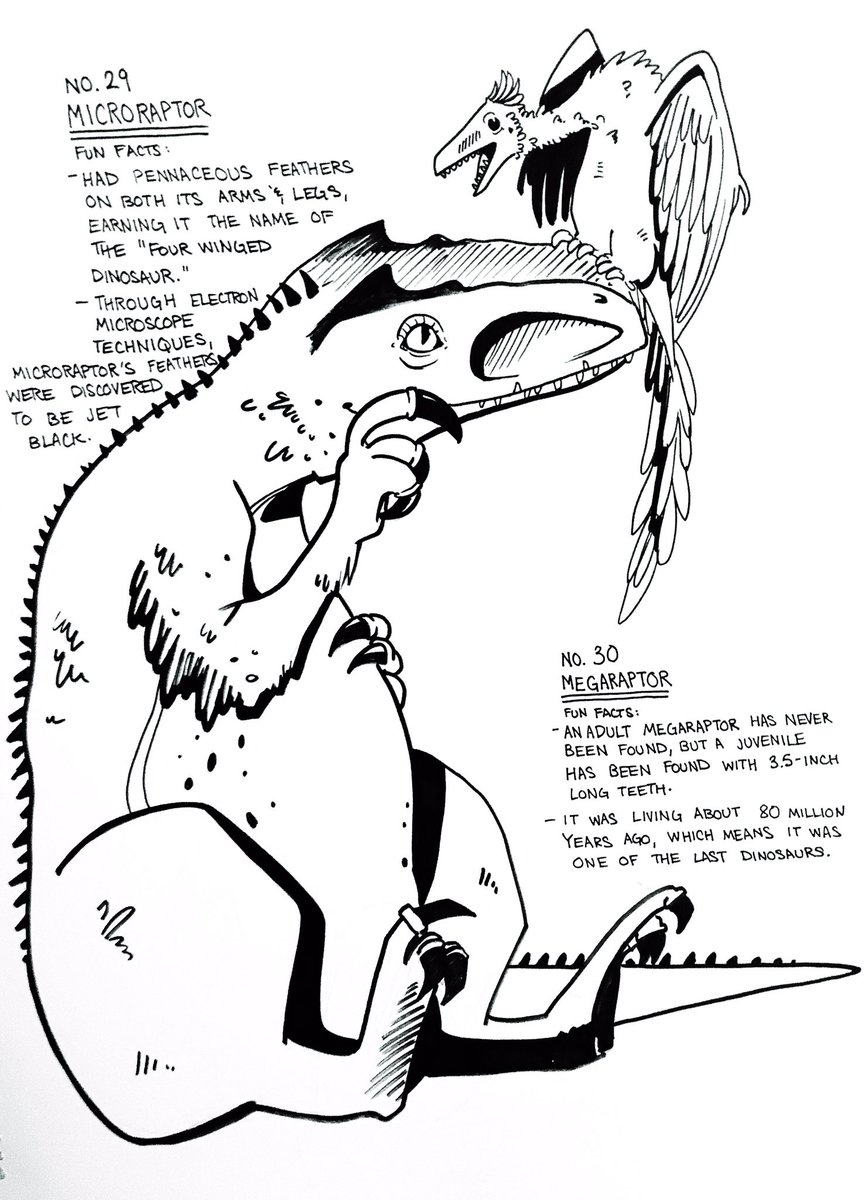 NO. 29
MICRORAPTOR
FUN FACTS:
- HAD PENNACEOUS FEATHERS
ON BOTH ITS ARMS & LEGS,
EARNING IT THE NAME OF
THE "FOUR WINGED
DINOSAUR."
- THROUGH ELECTRON
MICROSCOPE
TECHNIQUES,
MICRORAPTOR'S FEATHERS
WERE DISCOVERED
TO BE JET
BLACK.
NO. 30
MEGARAPTOR
FUN FACTS:
- AN ADULT MEGARAPTOR HAS NEVER
BEEN FOUND, BUT A JUVENILE
HAS BEEN FOUND WITH 3.5-INCH
LONG TEETH.
- IT WAS LIVING ABOUT 80 MILLION
YEARS AGO, WHICH MEANS IT WAS
ONE OF THE LAST DINOSAURS.